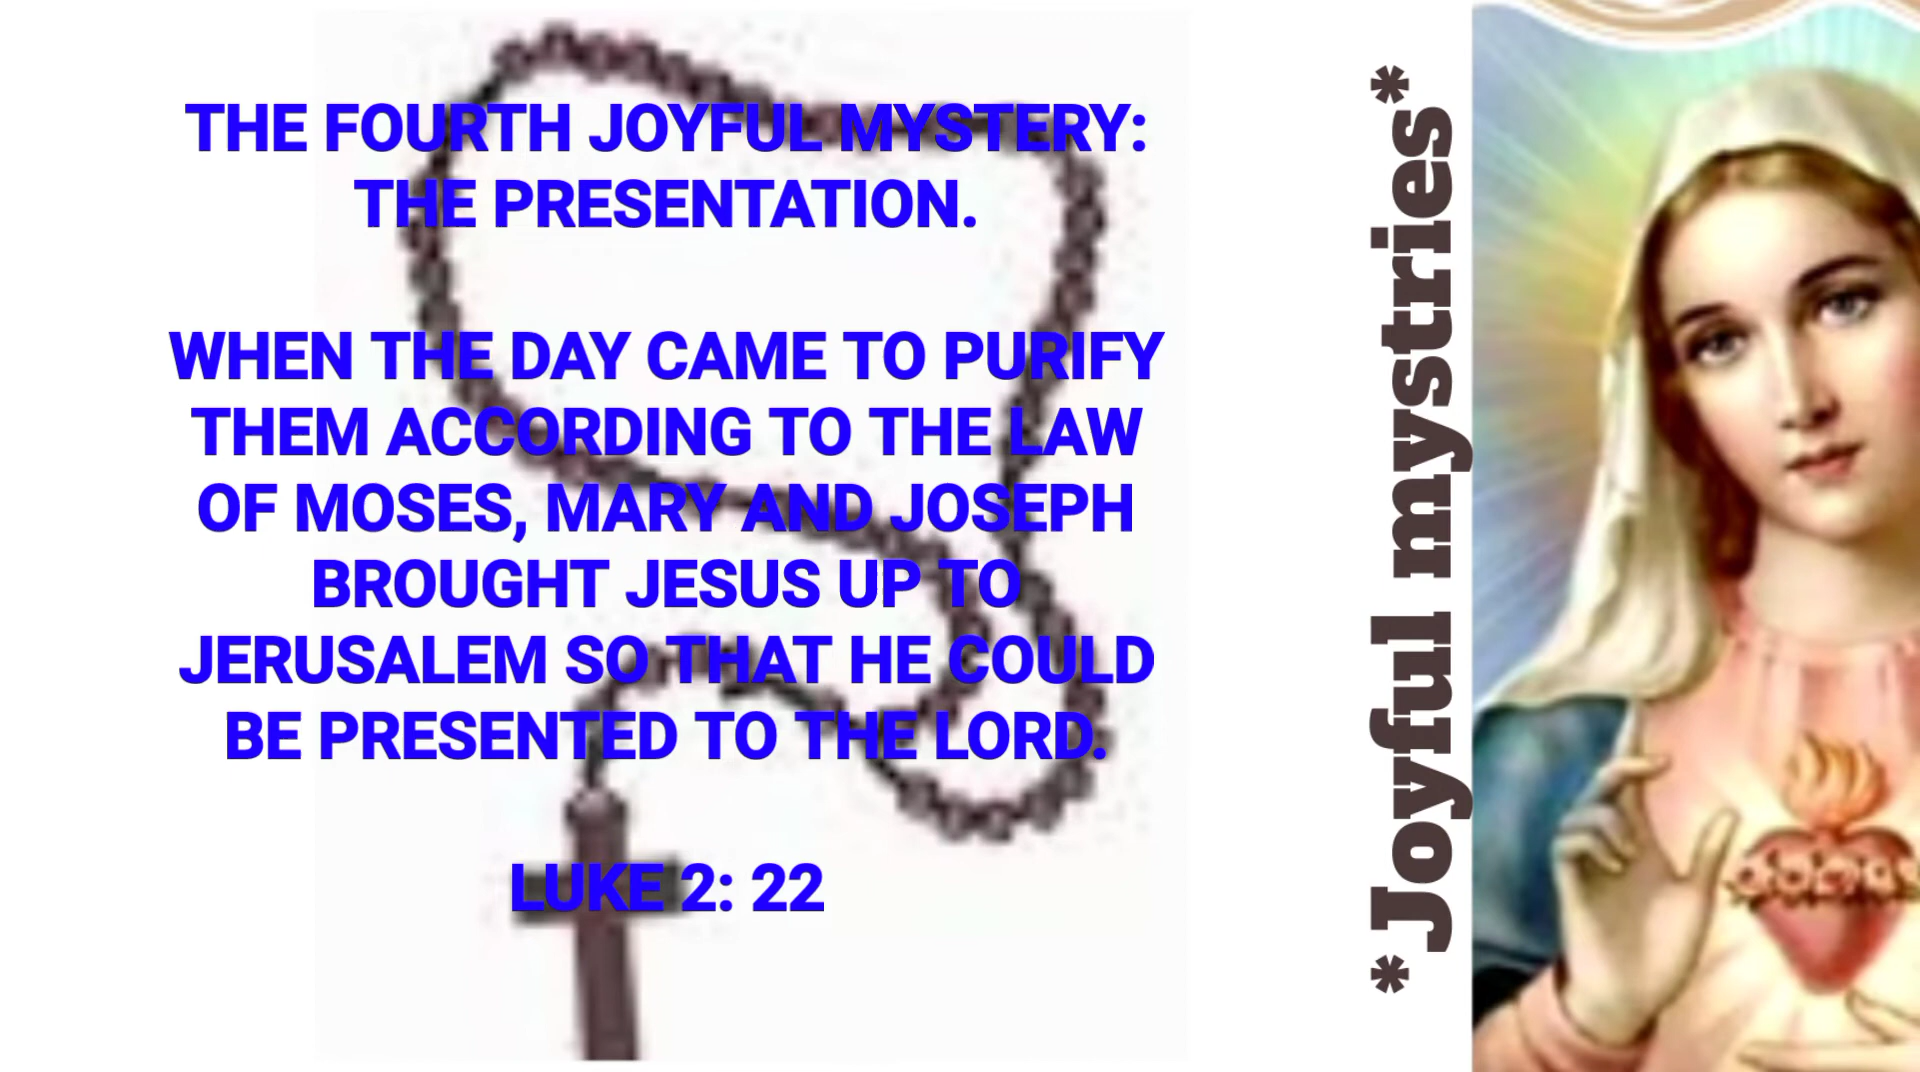 THE FOURTH JOYFUL MYSTERY:
THE PRESENTATION.
WHEN THE DAY CAME TO PURIFY
THEM ACCORDING TO THE LAW
OF MOSES, MARY AND JOSEPH
BROUGHT JESUS UP TO
JERUSALEM SO THAT HE COULD
BE PRESENTED TO THE LORD.
LUKE 2: 22
*Joyful mystries*